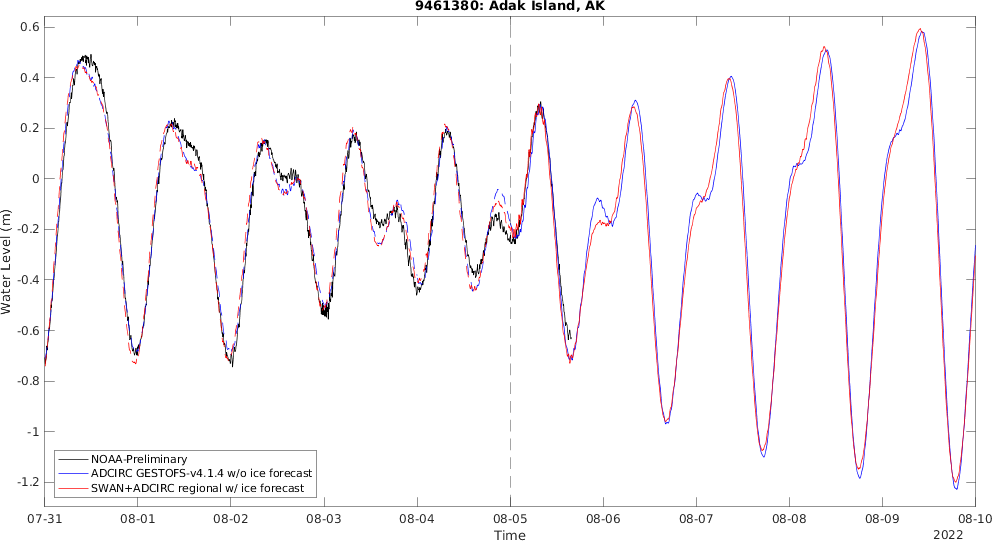 9461380: Adak Island, AK
Water Level (m)
0.6
0.4
0.2
0
-0.2
-0.4
-0.6
-0.8
-1
-1.2
NOAA-Preliminary
ADCIRC GESTOFS-v4.1.4 w/o ice forecast
SWAN+ADCIRC regional w/ ice forecast
07-31 08-01 08-02 08-03 08-04 08-05 08-06 08-07 08-08 08-09 08-10
Time
2022